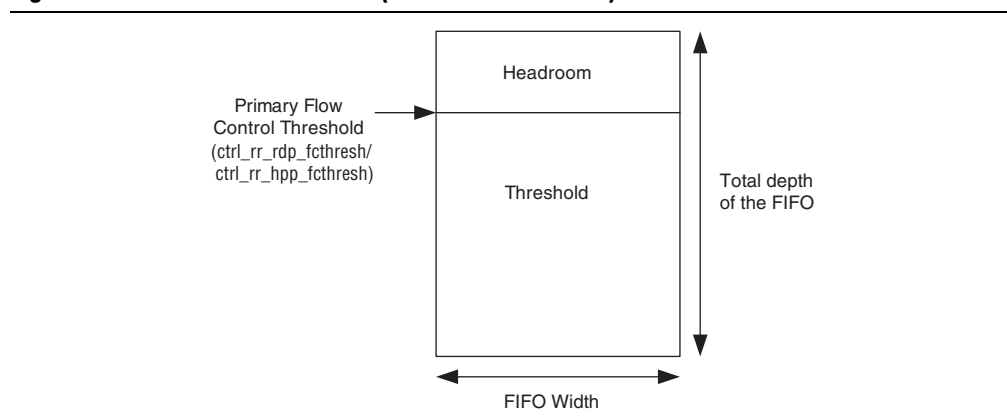 Headroom
Primary Flow
Control Threshold
(ctrl_rr_rdp_fcthresh/
ctrl_rr_hpp_fcthresh)
Threshold
Total depth
of the FIFO
FIFO Width